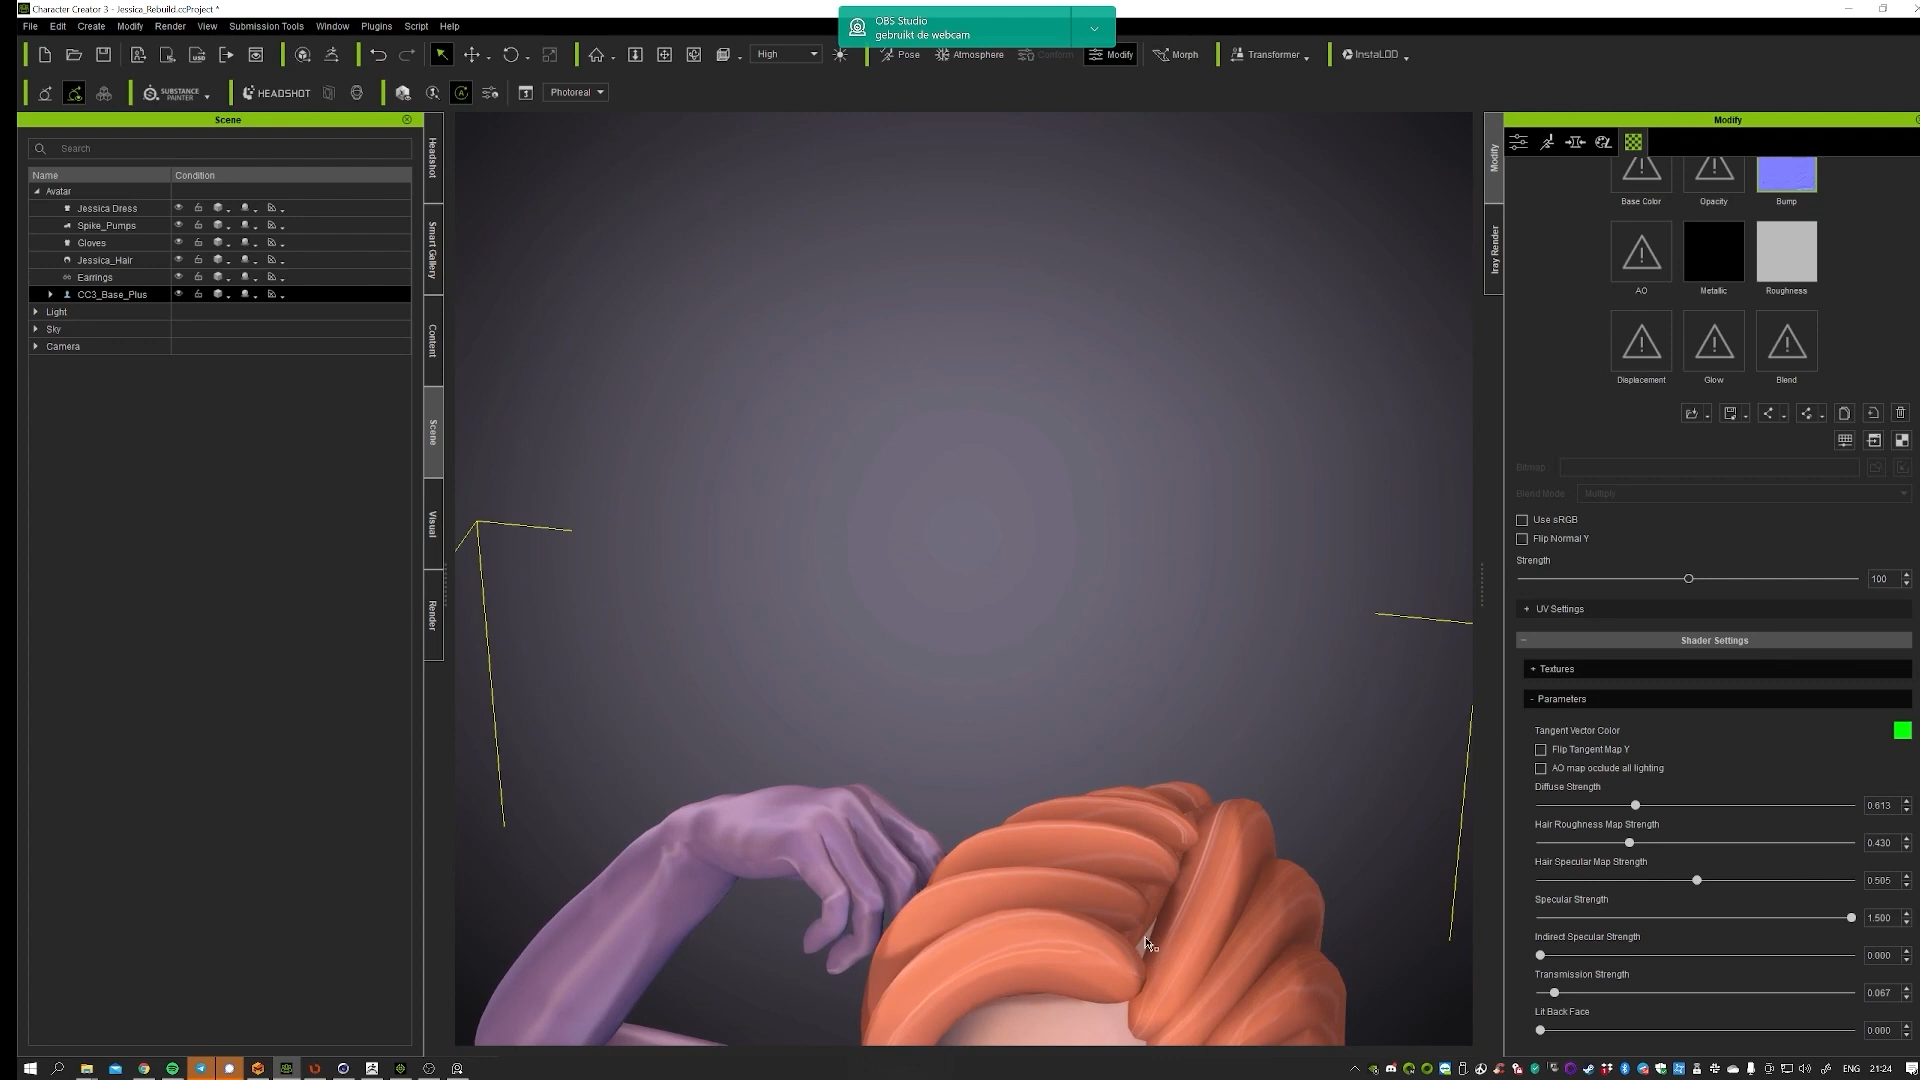 Character Creator 3 - Jessica_Rebuild.ccProject *
OBS Studio
gebruikt de webcam
File Edit Create Modify Render View Submission Tools Window Plugins Script Help
High
Pose
Atmosphere
Conform
Modify
Morph
Transformer
InstaLOD
SUBSTANCE
PAINTER
HEADSHOT
Photoreal
Scene
Search
Name Condition
Avatar
Jessica Dress
Spike_Pumps
Gloves
Jessica_Hair
Earrings
CC3_Base_Plus
Light
Sky
Camera
Headshot
Smart Gallery
Content
Scene
Visual
Render
Modify
Iray Render
Modify
Base Color Opacity Bump
AO Metallic Roughness
Displacement Glow Blend
Bitmap
Blend Mode Multiply
Use sRGB
Flip Normal Y
Strength
100
+ UV Settings
- Shader Settings
+ Textures
- Parameters
Tangent Vector Color
Flip Tangent Map Y
AO map occlude all lighting
Diffuse Strength
0.613
Hair Roughness Map Strength
0.430
Hair Specular Map Strength
0.505
Specular Strength
1.500
Indirect Specular Strength
0.000
Transmission Strength
0.067
Lit Back Face
0.000
ENG 21:24